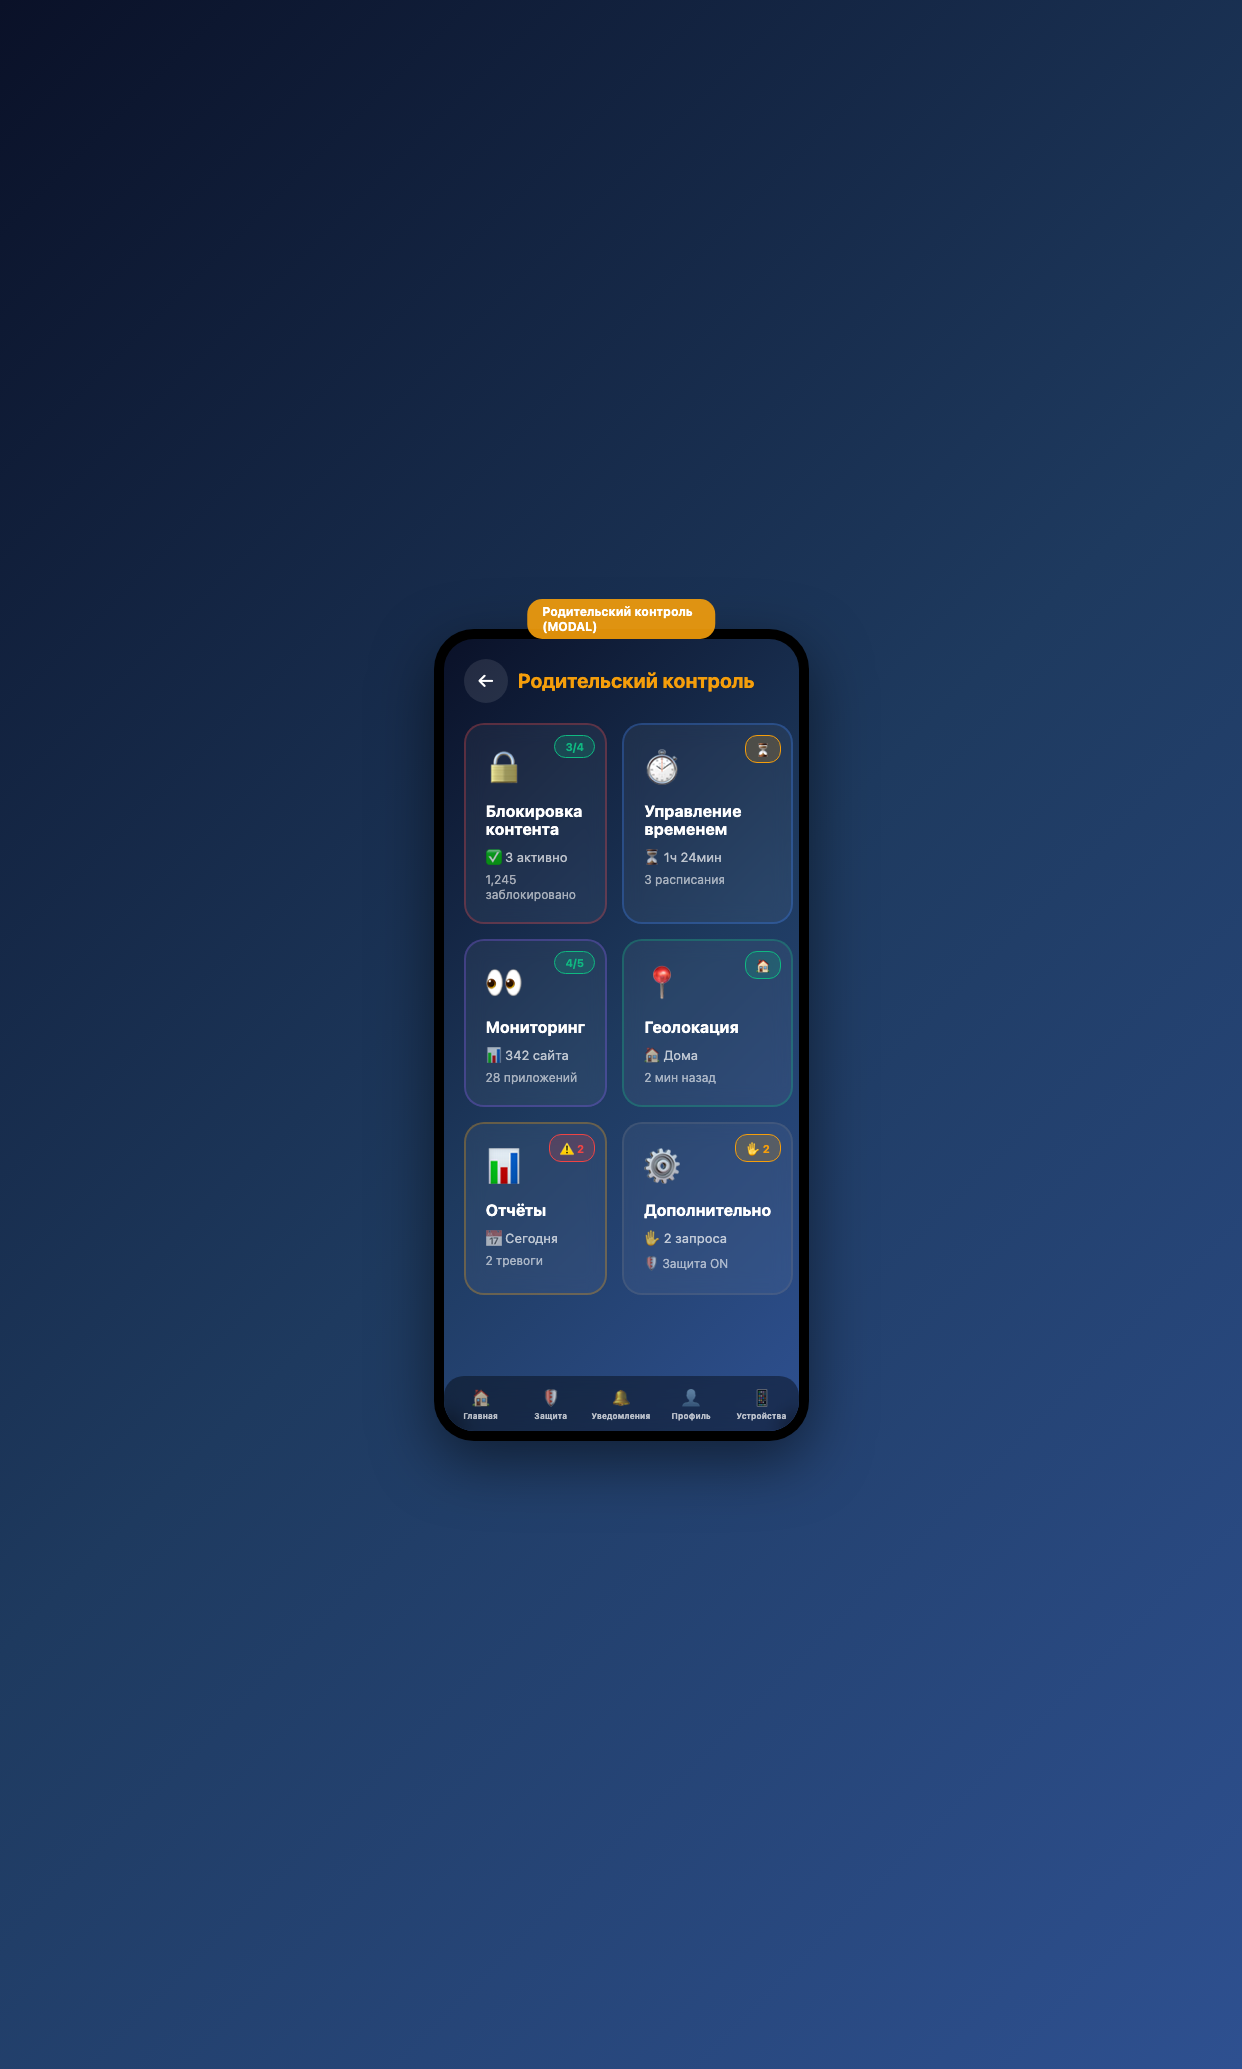 Родительский контроль
(MODAL)
Родительский контроль
3/4
Блокировка
контента
3 активно
1,245
заблокировано
Управление
временем
1ч 24мин
3 расписания
4/5
Мониторинг
342 сайта
28 приложений
Геолокация
Дома
2 мин назад
2
Отчёты
17
Сегодня
2 тревоги
2
Дополнительно
2 запроса
Защита ON
Главная
Защита
Уведомления
Профиль
Устройства